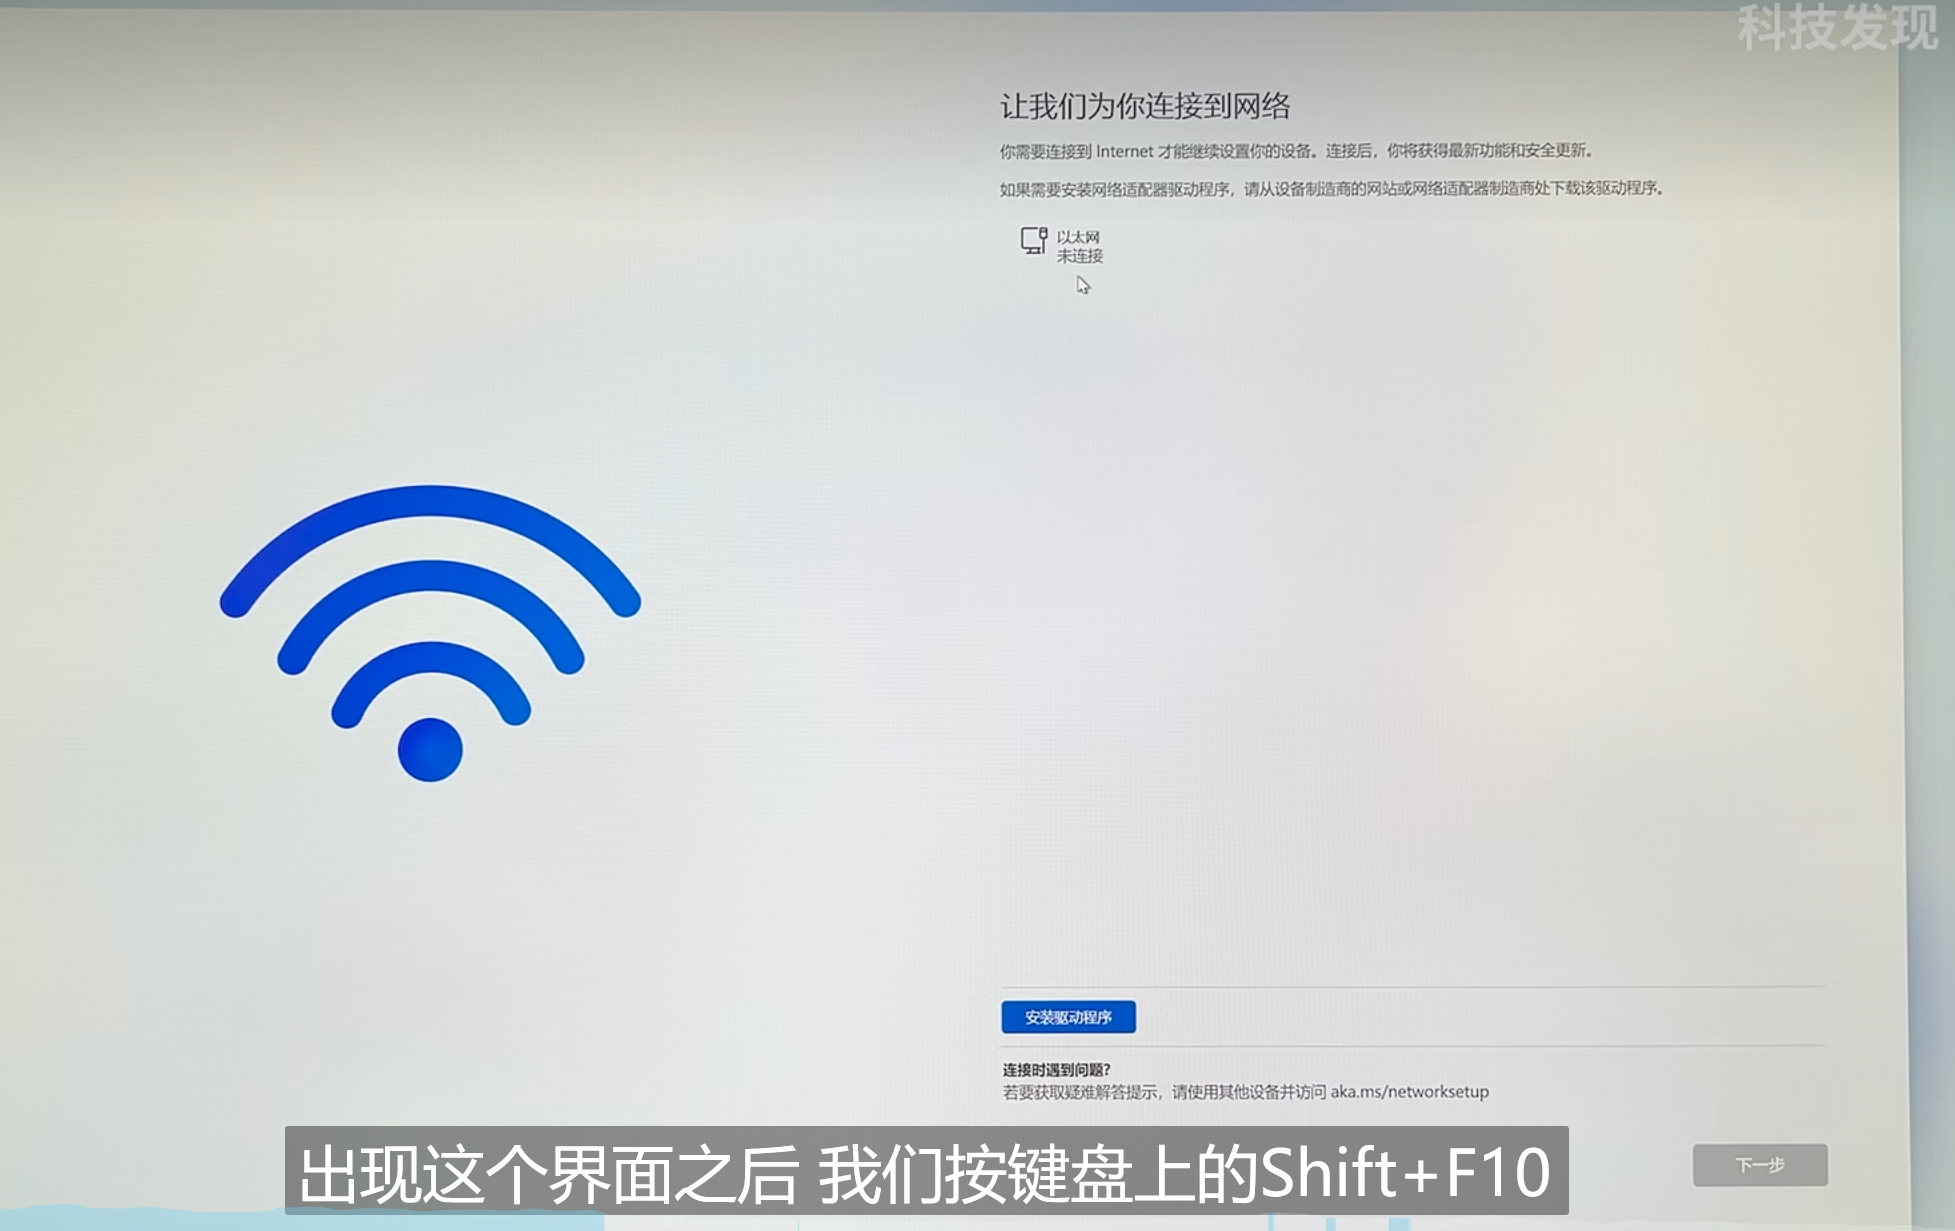 科技发现
让我们为你连接到网络
你需要连接到 Internet 才能继续设置你的设备。连接后，你将获得最新功能和安全更新。
如果需要安装网络适配器驱动程序，请从设备制造商的网站或网络适配器制造商处下载该驱动程序。
以太网
未连接
安装驱动程序
连接时遇到问题?
若要获取疑难解答提示，请使用其他设备并访问 aka.ms/networksetup
下一步
出现这个界面之后 我们按键盘上的Shift+F10